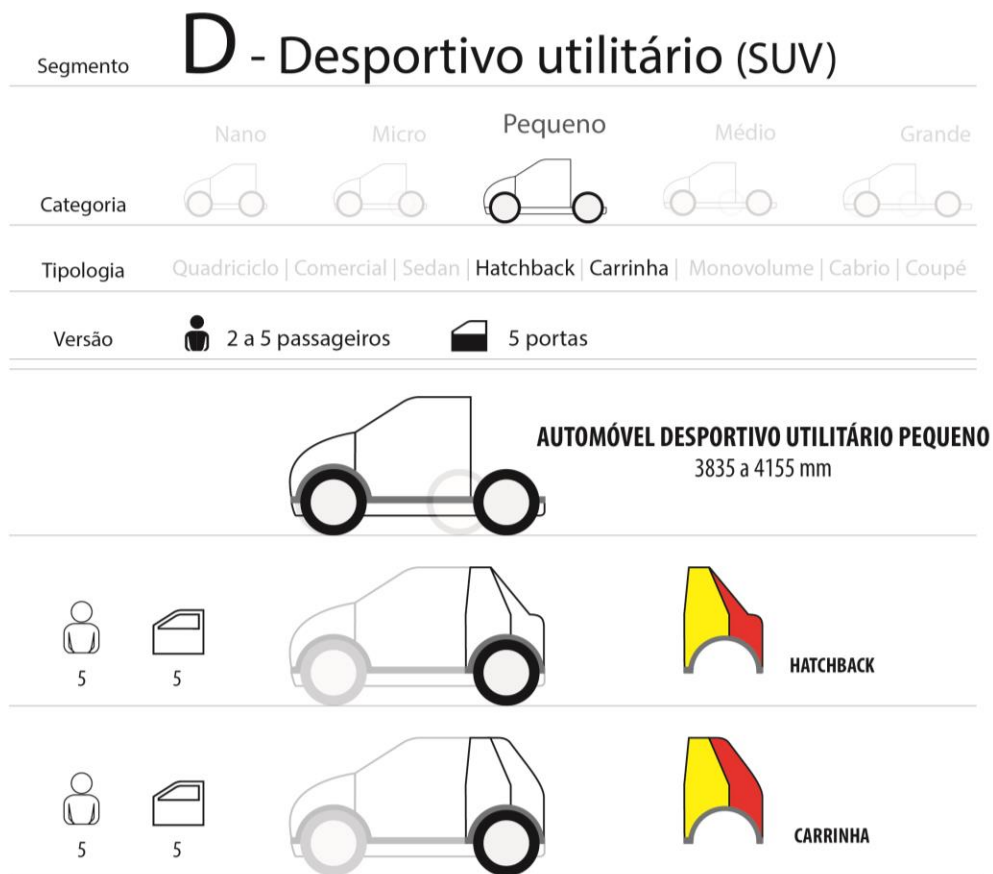 Segmento D - Desportivo utilitário (SUV)
Nano Micro Pequeno Médio Grande
Categoria
Tipologia Quadriciclo | Comercial | Sedan | Hatchback | Carrinha | Monovolume | Cabrio | Coupé
Versão 2 a 5 passageiros 5 portas
AUTOMÓVEL DESPORTIVO UTILITÁRIO PEQUENO
3835 a 4155 mm
5 5 HATCHBACK
5 5 CARRINHA